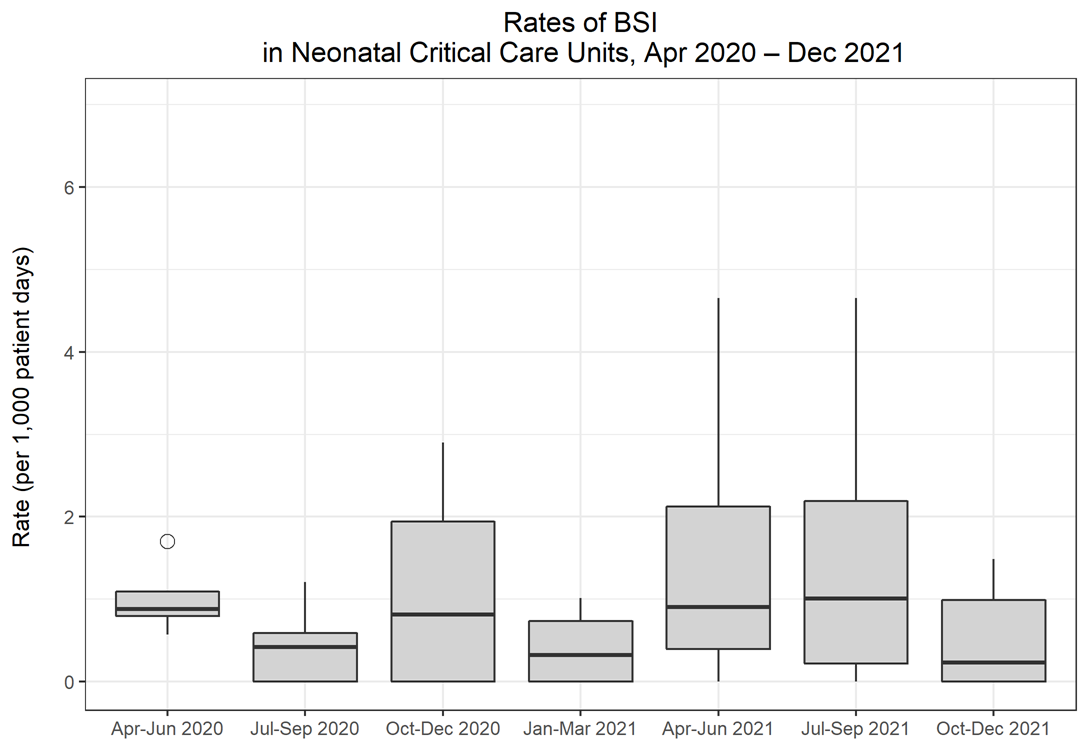 Rates of BSI
in Neonatal Critical Care Units, Apr 2020 – Dec 2021
Rate (per 1,000 patient days)
6
4
2
0
Apr-Jun 2020 Jul-Sep 2020 Oct-Dec 2020 Jan-Mar 2021 Apr-Jun 2021 Jul-Sep 2021 Oct-Dec 2021